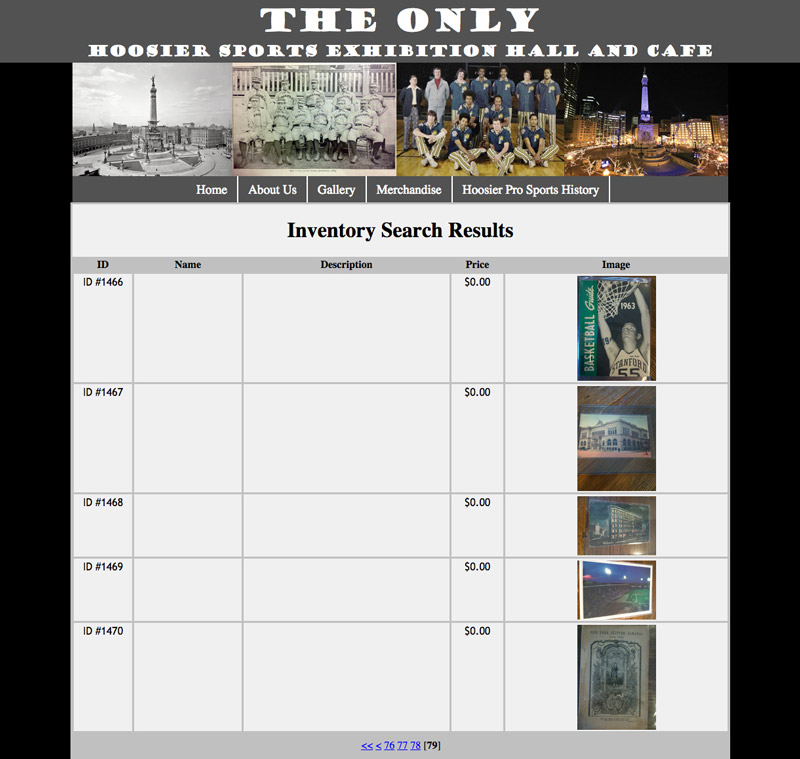 THE ONLY
HOOSIER SPORTS EXHIBITION HALL AND CAFE
Home About Us Gallery Merchandise Hoosier Pro Sports History
Inventory Search Results
ID Name Description Price Image
ID #1466 $0.00
BASKETBALL Guide
1963
STANFORD
55
ID #1467 $0.00
ID #1468 $0.00
ID #1469 $0.00
ID #1470 $0.00
<< < 76 77 78 [79]